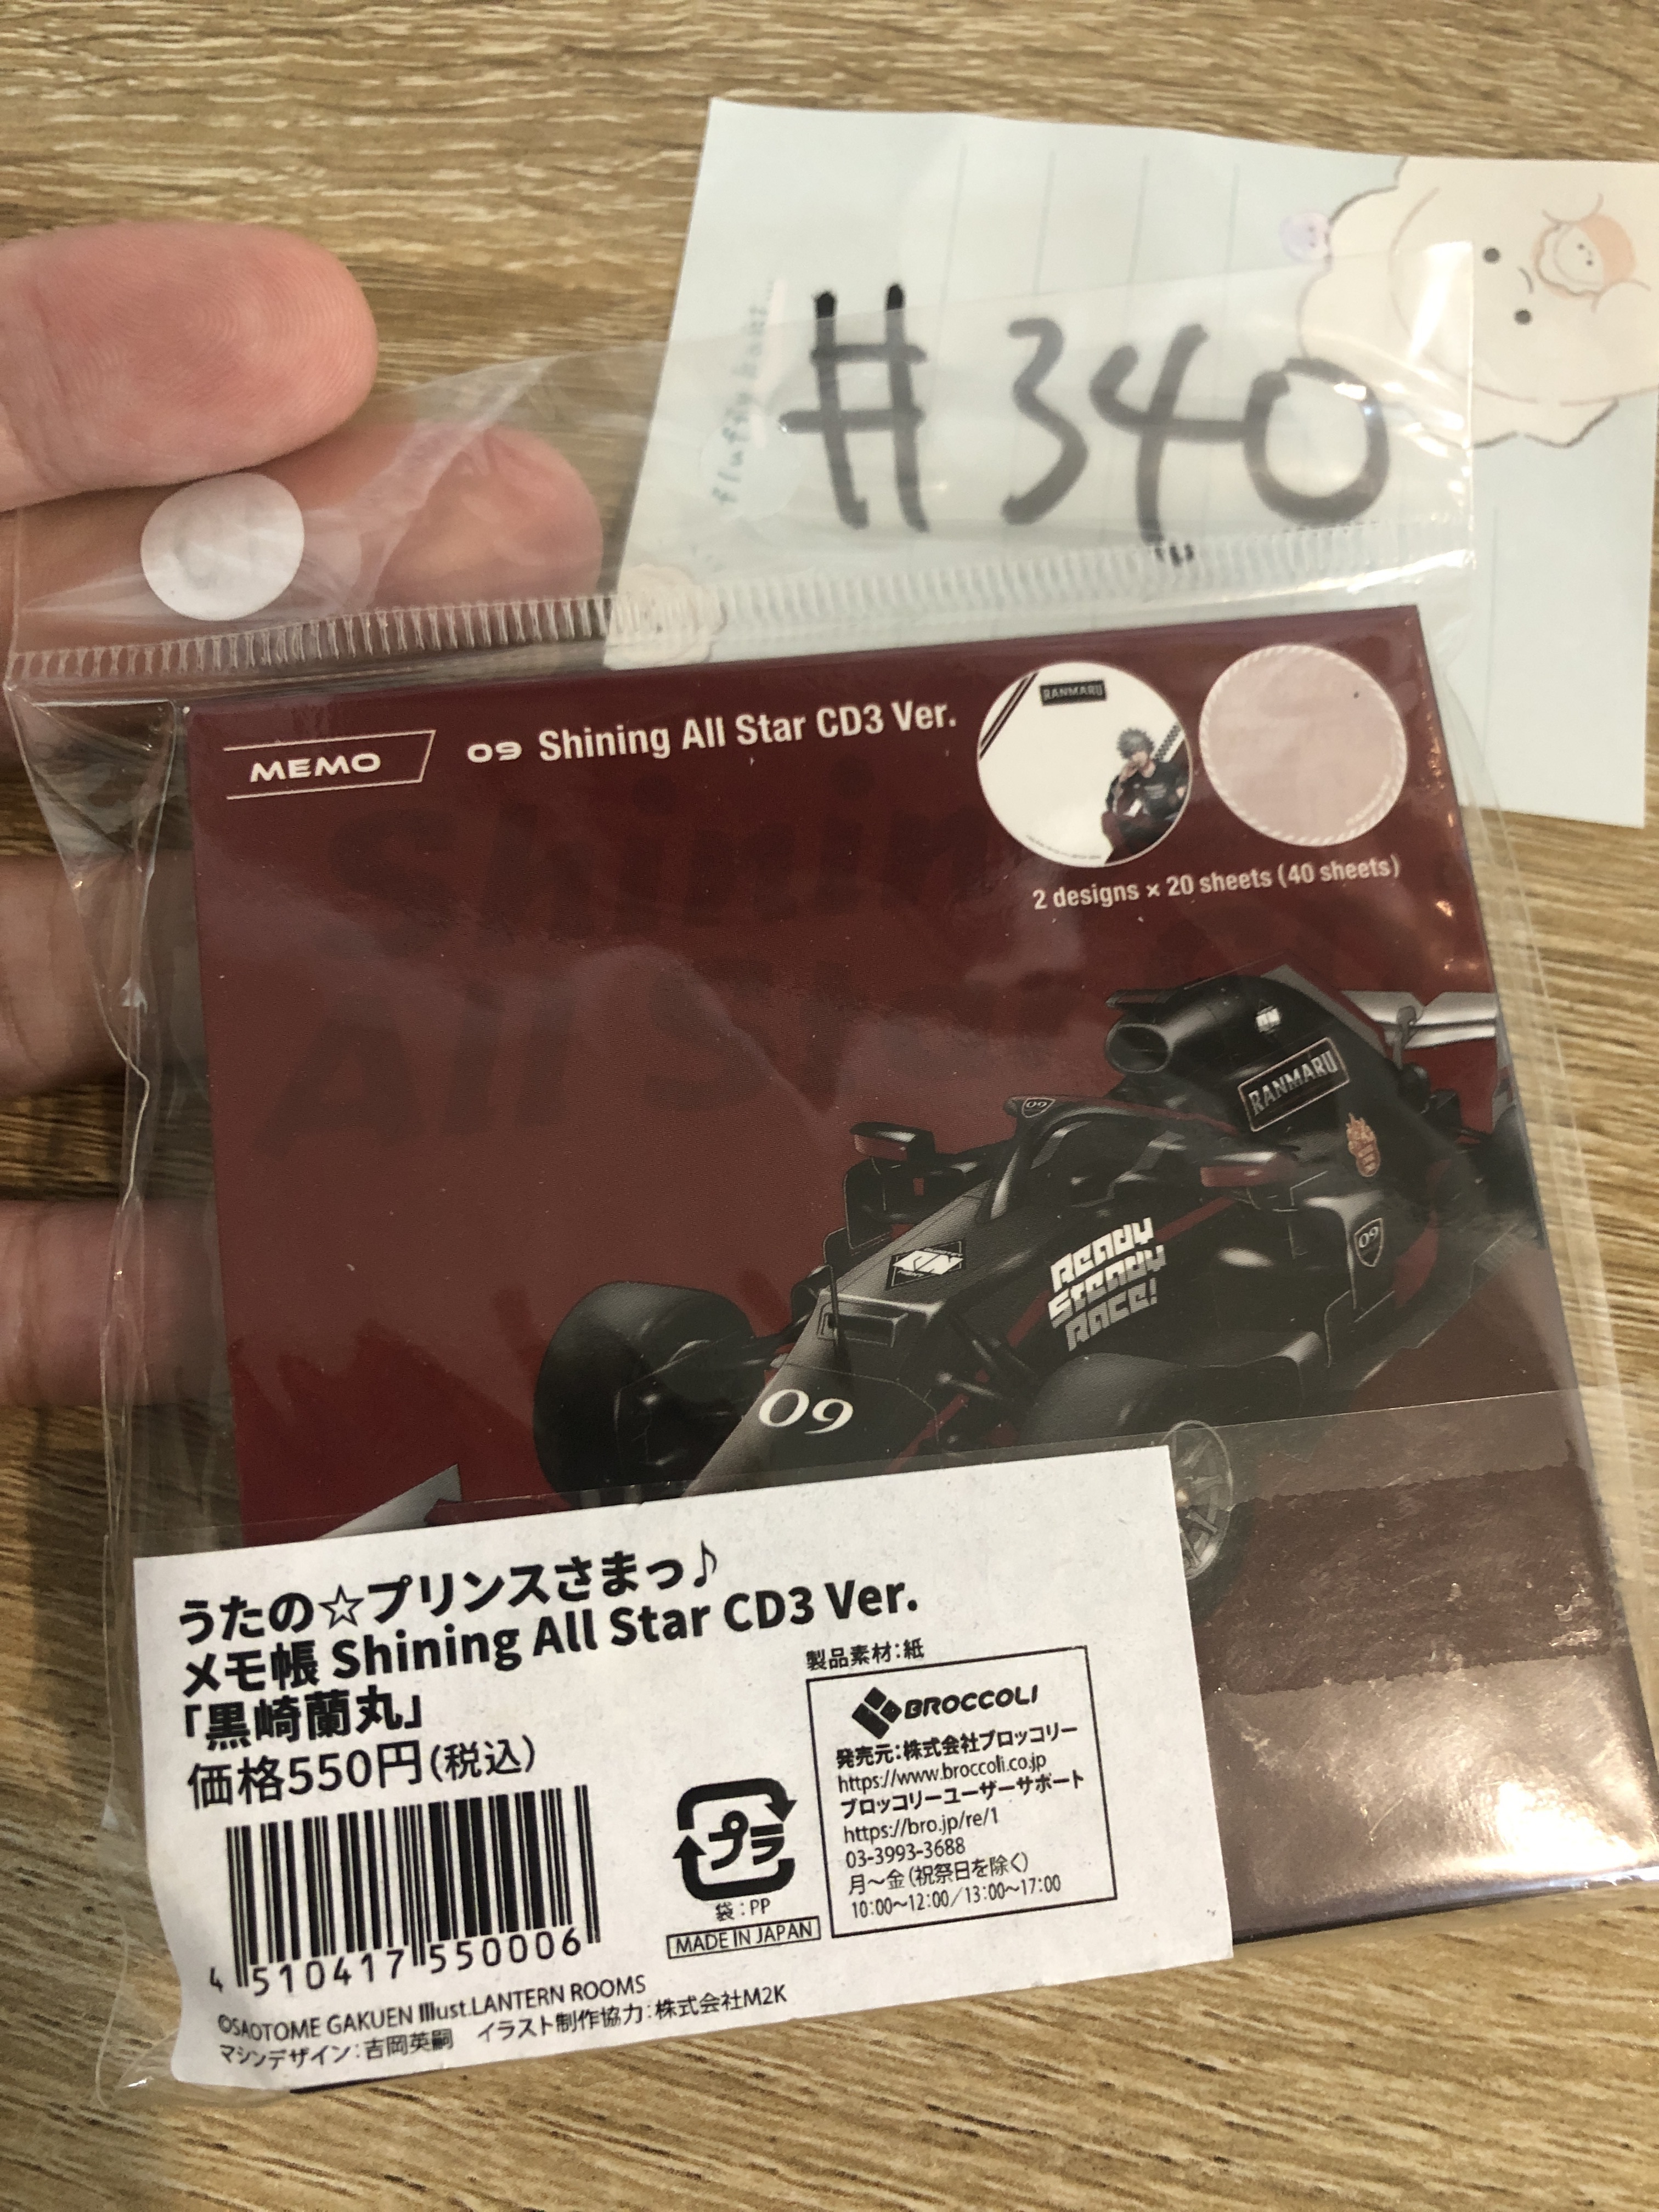 fluffy hanz
# 340
MEMO
09 Shining All Star CD3 Ver.
RANMARU
2 designs × 20 sheets (40 sheets)
Shining
All Star
RANMARU
09
09
RN
Ready
Steady
Race!
09
うたの☆プリンスさまっ♪
メモ帳 Shining All Star CD3 Ver.
「黒崎蘭丸」
価格550円(税込)
4 510417 550006
プラ
袋:PP
MADE IN JAPAN
製品素材:紙
BROCCOLI
発売元:株式会社ブロッコリー
https://www.broccoli.co.jp
ブロッコリーユーザーサポート
https://bro.jp/re/1
03-3993-3688
月〜金(祝祭日を除く)
10:00〜12:00/13:00〜17:00
©SAOTOME GAKUEN Illust.LANTERN ROOMS
マシンデザイン:吉岡英嗣 イラスト制作協力:株式会社M2K